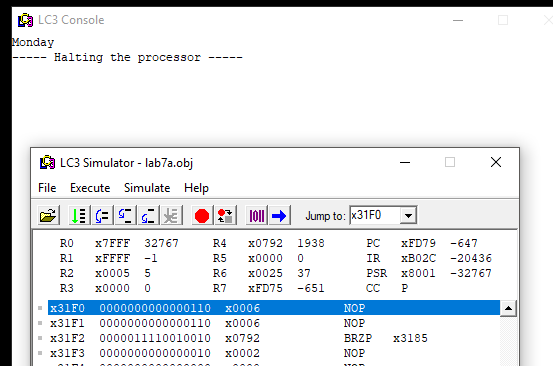 LC3 Console
Monday
----- Halting the processor -----
LC3 Simulator - lab7a.obj
File Execute Simulate Help
Jump to: x31F0
R0 x7FFF 32767 R4 x0792 1938 PC xFD79 -647
R1 xFFFF -1 R5 x0000 0 IR xB02C -20436
R2 x0005 5 R6 x0025 37 PSR x8001 -32767
R3 x0000 0 R7 xFD75 -651 CC P
x31F0 0000000000000110 x0006 NOP
x31F1 0000000000000110 x0006 NOP
x31F2 0000011110010010 x0792 BRZP x3185
x31F3 0000000000000010 x0002 NOP